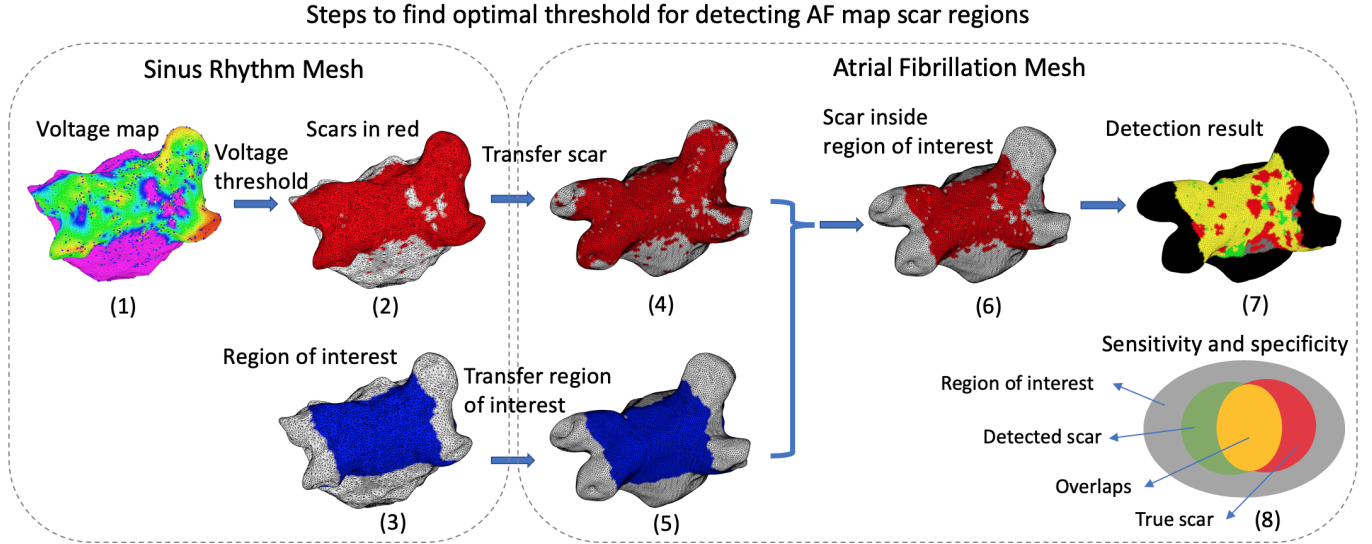 Steps to find optimal threshold for detecting AF map scar regions
Sinus Rhythm Mesh
Atrial Fibrillation Mesh
Voltage map
Voltage
threshold
Scars in red
Transfer scar
Scar inside
region of interest
Detection result
(1)
(2)
(4)
(6)
(7)
Region of interest
Transfer region
of interest
(3)
(5)
Sensitivity and specificity
Region of interest
Detected scar
Overlaps
True scar
(8)